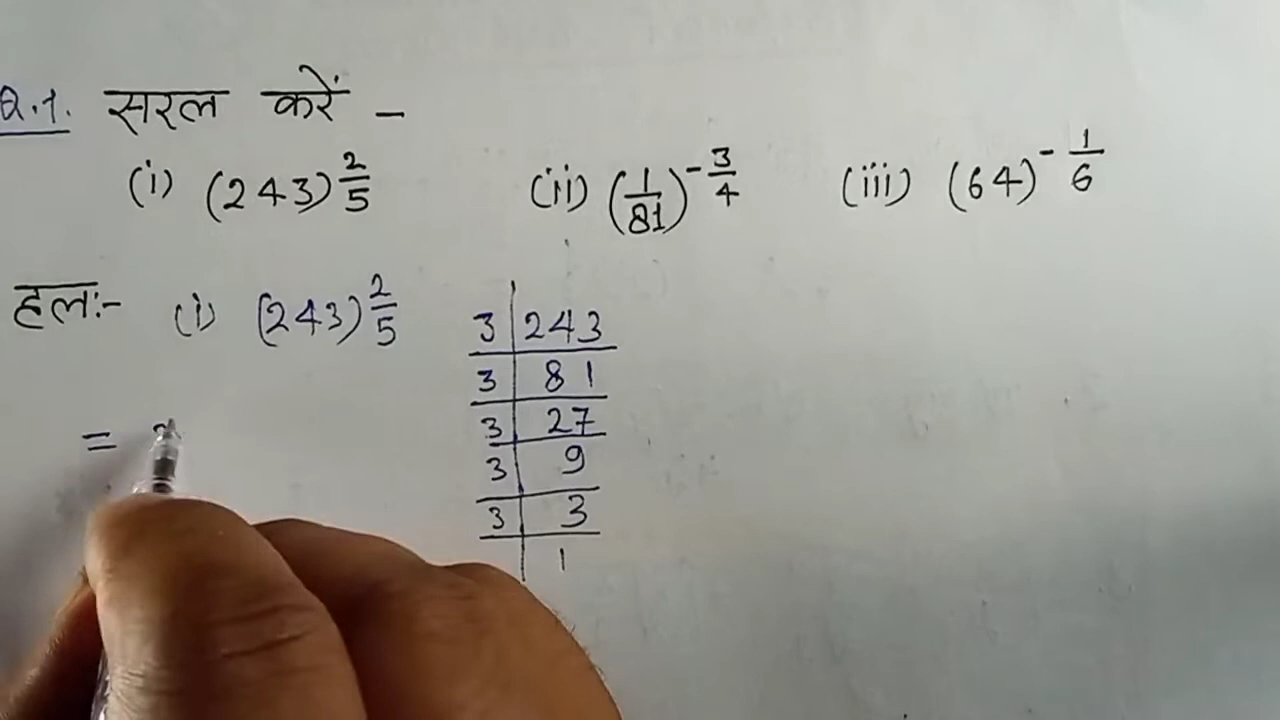 Q.1. सरल करें -
(i) (243)^2/5 (ii) (1/81)^-3/4 (iii) (64)^-1/6
हल:- (i) (243)^2/5
3 | 243
3 | 81
3 | 27
3 | 9
3 | 3
| 1
=